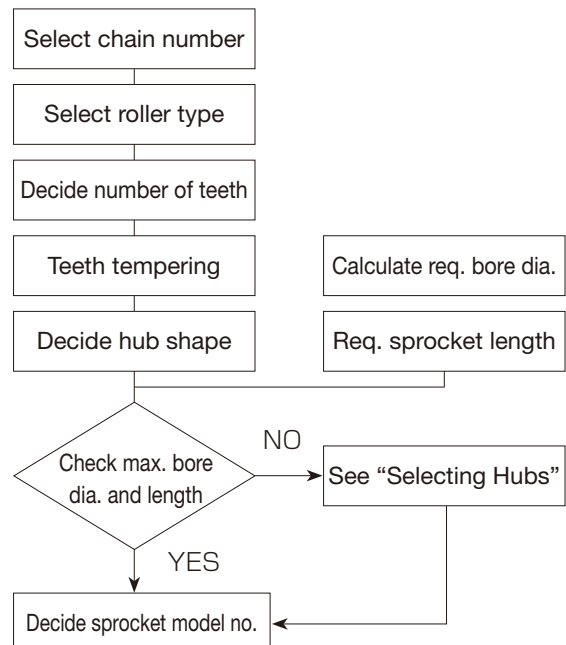 Select chain number
Select roller type
Decide number of teeth
Teeth tempering
Calculate req. bore dia.
Decide hub shape
Req. sprocket length
Check max. bore
dia. and length
NO
See “Selecting Hubs”
YES
Decide sprocket model no.